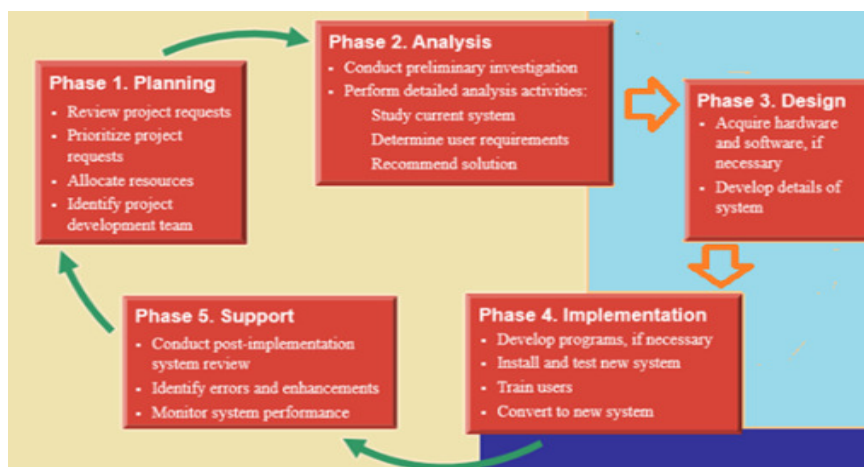 Phase 1. Planning
• Review project requests
• Prioritize project
requests
• Allocate resources
• Identify project
development team
Phase 2. Analysis
• Conduct preliminary investigation
• Perform detailed analysis activities:
Study current system
Determine user requirements
Recommend solution
Phase 3. Design
• Acquire hardware
and software, if
necessary
• Develop details of
system
Phase 4. Implementation
• Develop programs, if necessary
• Install and test new system
• Train users
• Convert to new system
Phase 5. Support
• Conduct post-implementation
system review
• Identify errors and enhancements
• Monitor system performance